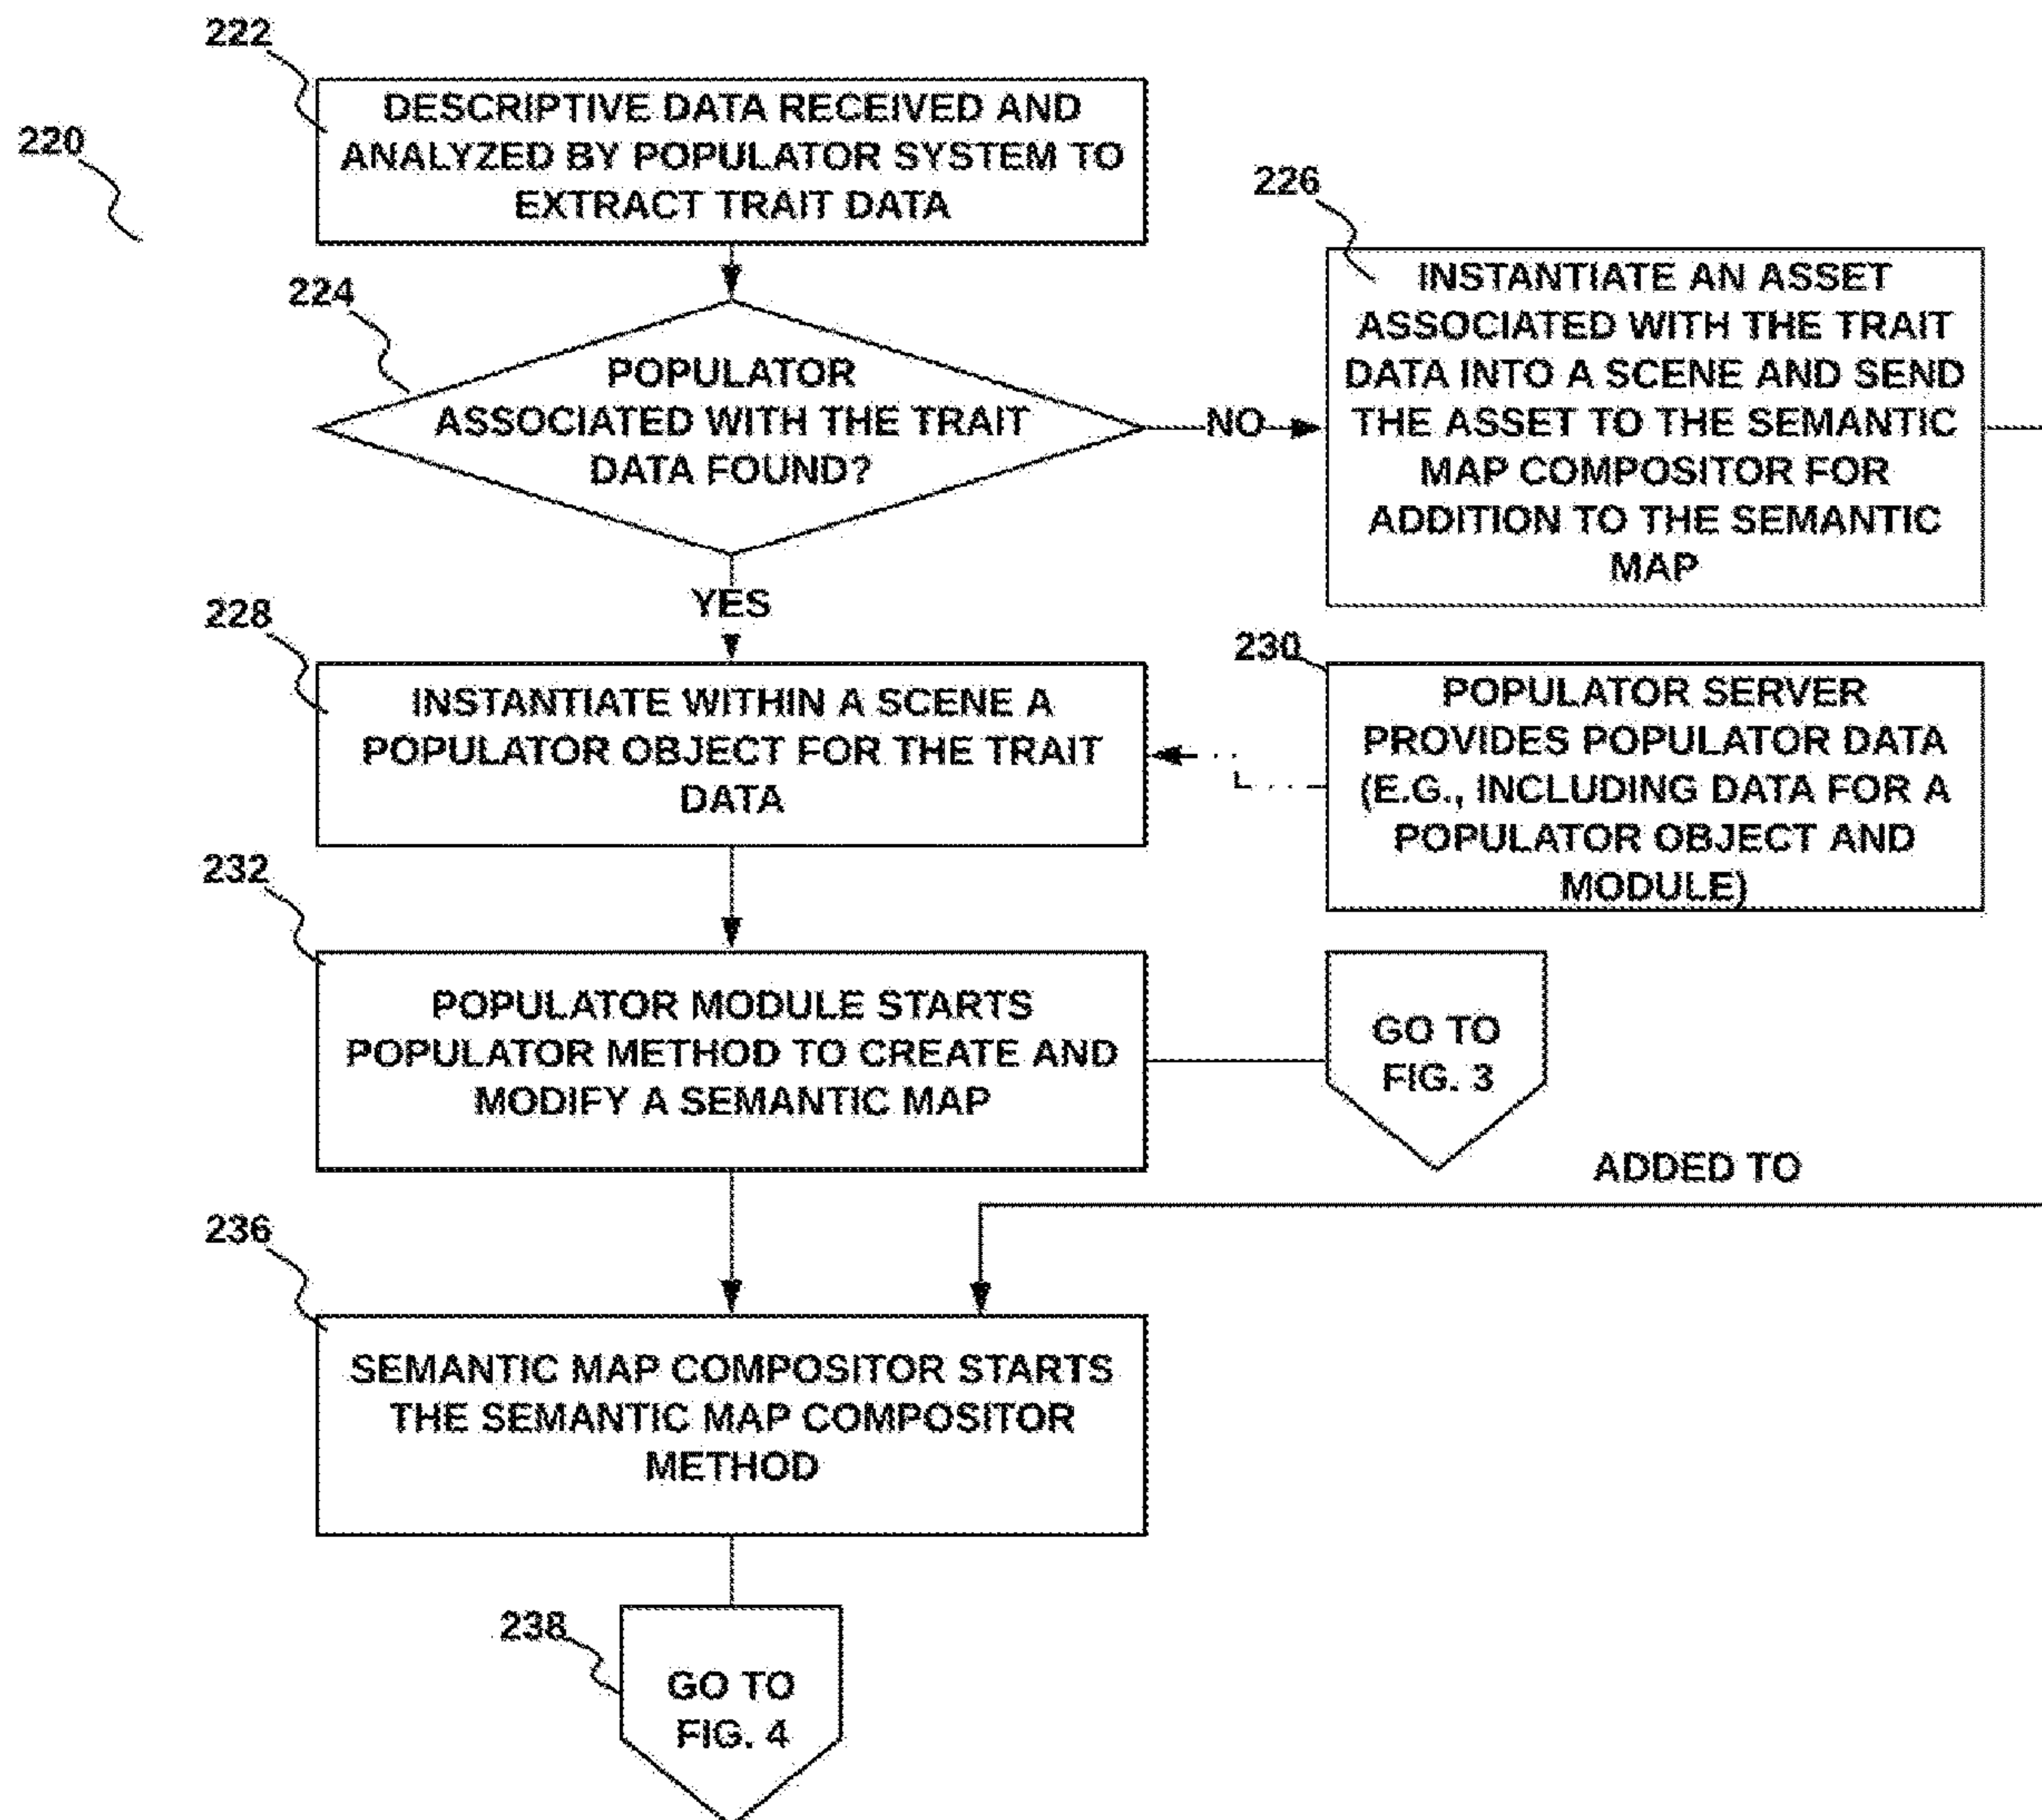 222
DESCRIPTIVE DATA RECEIVED AND
ANALYZED BY POPULATOR SYSTEM TO
EXTRACT TRAIT DATA
220
226
INSTANTIATE AN ASSET
ASSOCIATED WITH THE TRAIT
DATA INTO A SCENE AND SEND
THE ASSET TO THE SEMANTIC
MAP COMPOSITOR FOR
ADDITION TO THE SEMANTIC
MAP
224
POPULATOR
ASSOCIATED WITH THE TRAIT
DATA FOUND?
NO
YES
228
INSTANTIATE WITHIN A SCENE A
POPULATOR OBJECT FOR THE TRAIT
DATA
230
POPULATOR SERVER
PROVIDES POPULATOR DATA
(E.G., INCLUDING DATA FOR A
POPULATOR OBJECT AND
MODULE)
232
POPULATOR MODULE STARTS
POPULATOR METHOD TO CREATE AND
MODIFY A SEMANTIC MAP
GO TO
FIG. 3
ADDED TO
236
SEMANTIC MAP COMPOSITOR STARTS
THE SEMANTIC MAP COMPOSITOR
METHOD
238
GO TO
FIG. 4